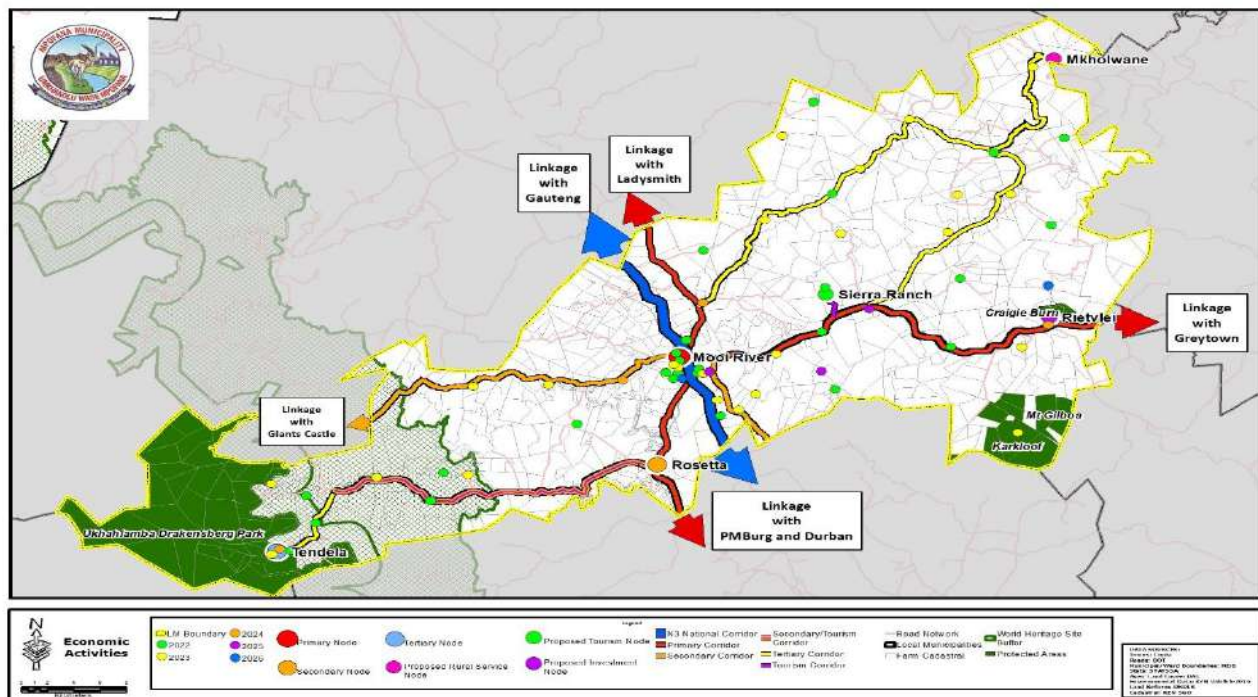 MPOFANA MUNICIPALITY
Mkholwane
Linkage
with
Ladysmith
Linkage
with
Gauteng
Sierra Ranch
Craigie Burn
Rietvlei
Linkage
with
Greytown
Mooi River
Linkage
with
Giants Castle
Mt Gilboa
Karkloof
Rosetta
Linkage
with
PMBurg and Durban
Ukhahlamba Drakensberg Park
Tendela
N
Economic
Activities
Legend
LM Boundary
2022
2023
2024
2025
2026
Primary Node
Secondary Node
Tertiary Node
Proposed Rural Service
Node
Proposed Tourism Node
Proposed Investment
Node
N3 National Corridor
Primary Corridor
Secondary Corridor
Secondary/Tourism
Corridor
Tertiary Corridor
Tourism Corridor
Road Network
Local Municipalities
Farm Cadastral
World Heritage Site
Buffer
Protected Areas